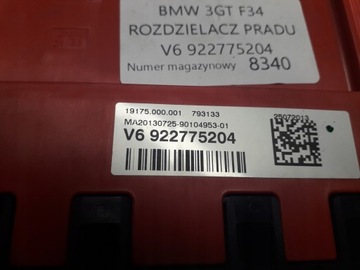 BMW 3GT F34
ROZDZIELACZ PRADU
V6 922775204
Numer magazynowy 8340
19175.000.001 793133
MA20130725-90104953-01
V6 922775204
25072013